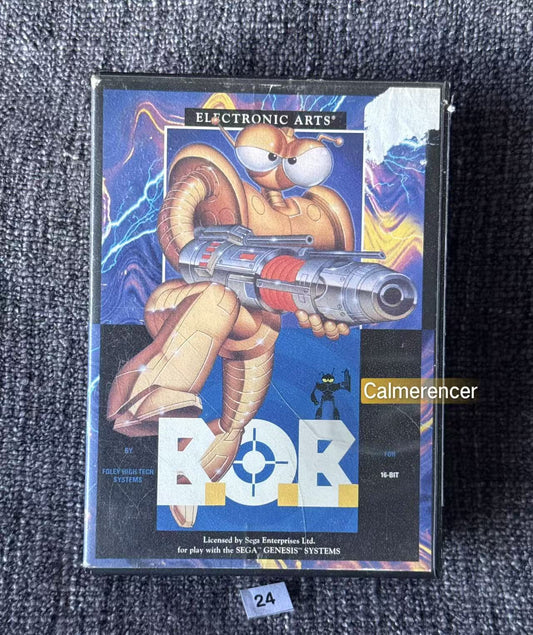 ELECTRONIC ARTS®
Calmerencer
BY
FOLEY HIGH TECH
SYSTEMS
B.O.B.
FOR
16-BIT
Licensed by Sega Enterprises Ltd.
for play with the SEGA™ GENESIS™ SYSTEMS
24